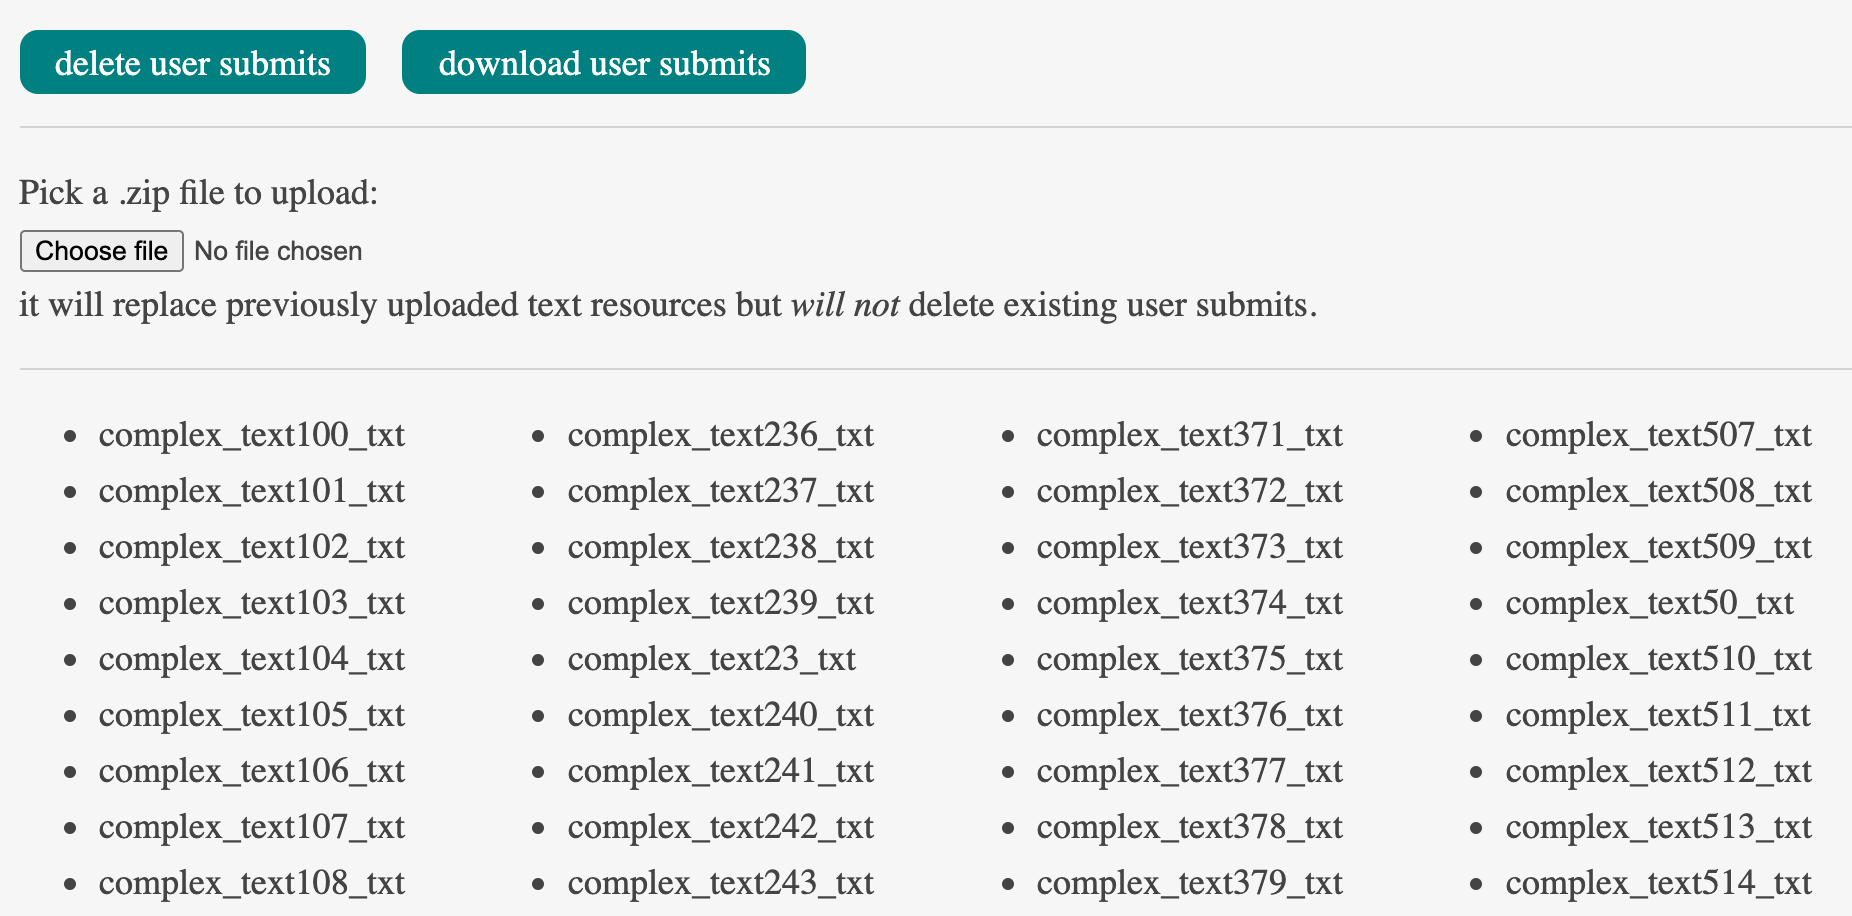 delete user submits
download user submits
Pick a .zip file to upload:
Choose file No file chosen
it will replace previously uploaded text resources but will not delete existing user submits.
complex_text100_txt
complex_text101_txt
complex_text102_txt
complex_text103_txt
complex_text104_txt
complex_text105_txt
complex_text106_txt
complex_text107_txt
complex_text108_txt
complex_text236_txt
complex_text237_txt
complex_text238_txt
complex_text239_txt
complex_text23_txt
complex_text240_txt
complex_text241_txt
complex_text242_txt
complex_text243_txt
complex_text371_txt
complex_text372_txt
complex_text373_txt
complex_text374_txt
complex_text375_txt
complex_text376_txt
complex_text377_txt
complex_text378_txt
complex_text379_txt
complex_text507_txt
complex_text508_txt
complex_text509_txt
complex_text50_txt
complex_text510_txt
complex_text511_txt
complex_text512_txt
complex_text513_txt
complex_text514_txt